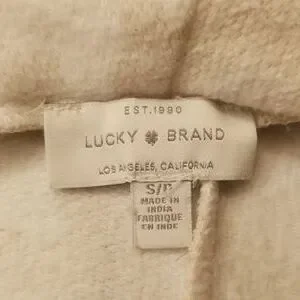 EST.1990
LUCKY BRAND
LOS ANGELES, CALIFORNIA
S/P
MADE IN
INDIA
FABRIQUE
EN INDE